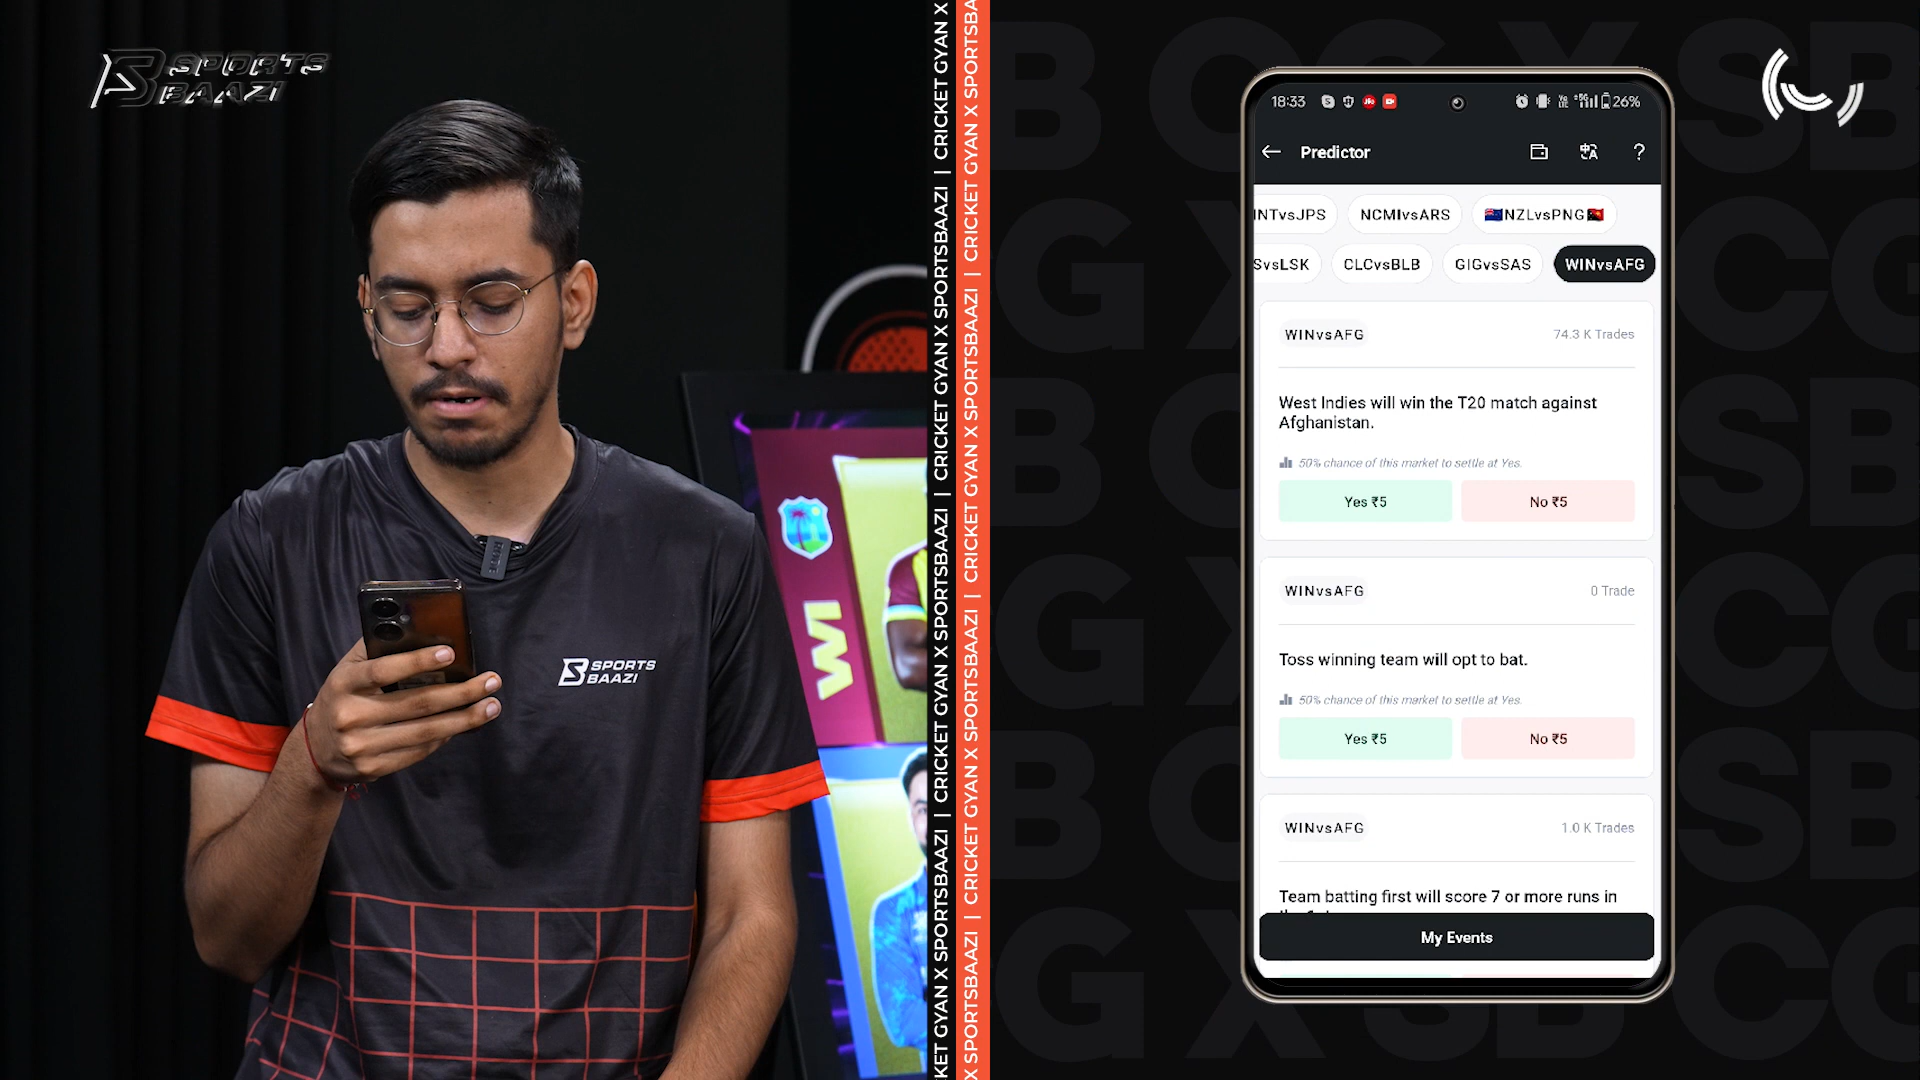 SPORTS
BAAZI
SPORTS
BAAZI
WI
CRICKET GYAN X SPORTSBAAZI | CRICKET GYAN X SPORTSBAAZI | CRICKET GYAN X SPORTSBAAZI | CRICKET GYAN X
X SPORTSBAAZI | CRICKET GYAN X SPORTSBAAZI | CRICKET GYAN X SPORTSBAAZI | CRICKET GYAN X SPORTSBA
18:33
26%
Predictor
?
INTvsJPS
NCMIvsARS
NZLvsPNG
SvsLSK
CLCvsBLB
GIGvsSAS
WINvsAFG
WINvsAFG
74.3 K Trades
West Indies will win the T20 match against
Afghanistan.
50% chance of this market to settle at Yes.
Yes ₹5
No ₹5
WINvsAFG
0 Trade
Toss winning team will opt to bat.
50% chance of this market to settle at Yes.
Yes ₹5
No ₹5
WINvsAFG
1.0 K Trades
Team batting first will score 7 or more runs in
My Events